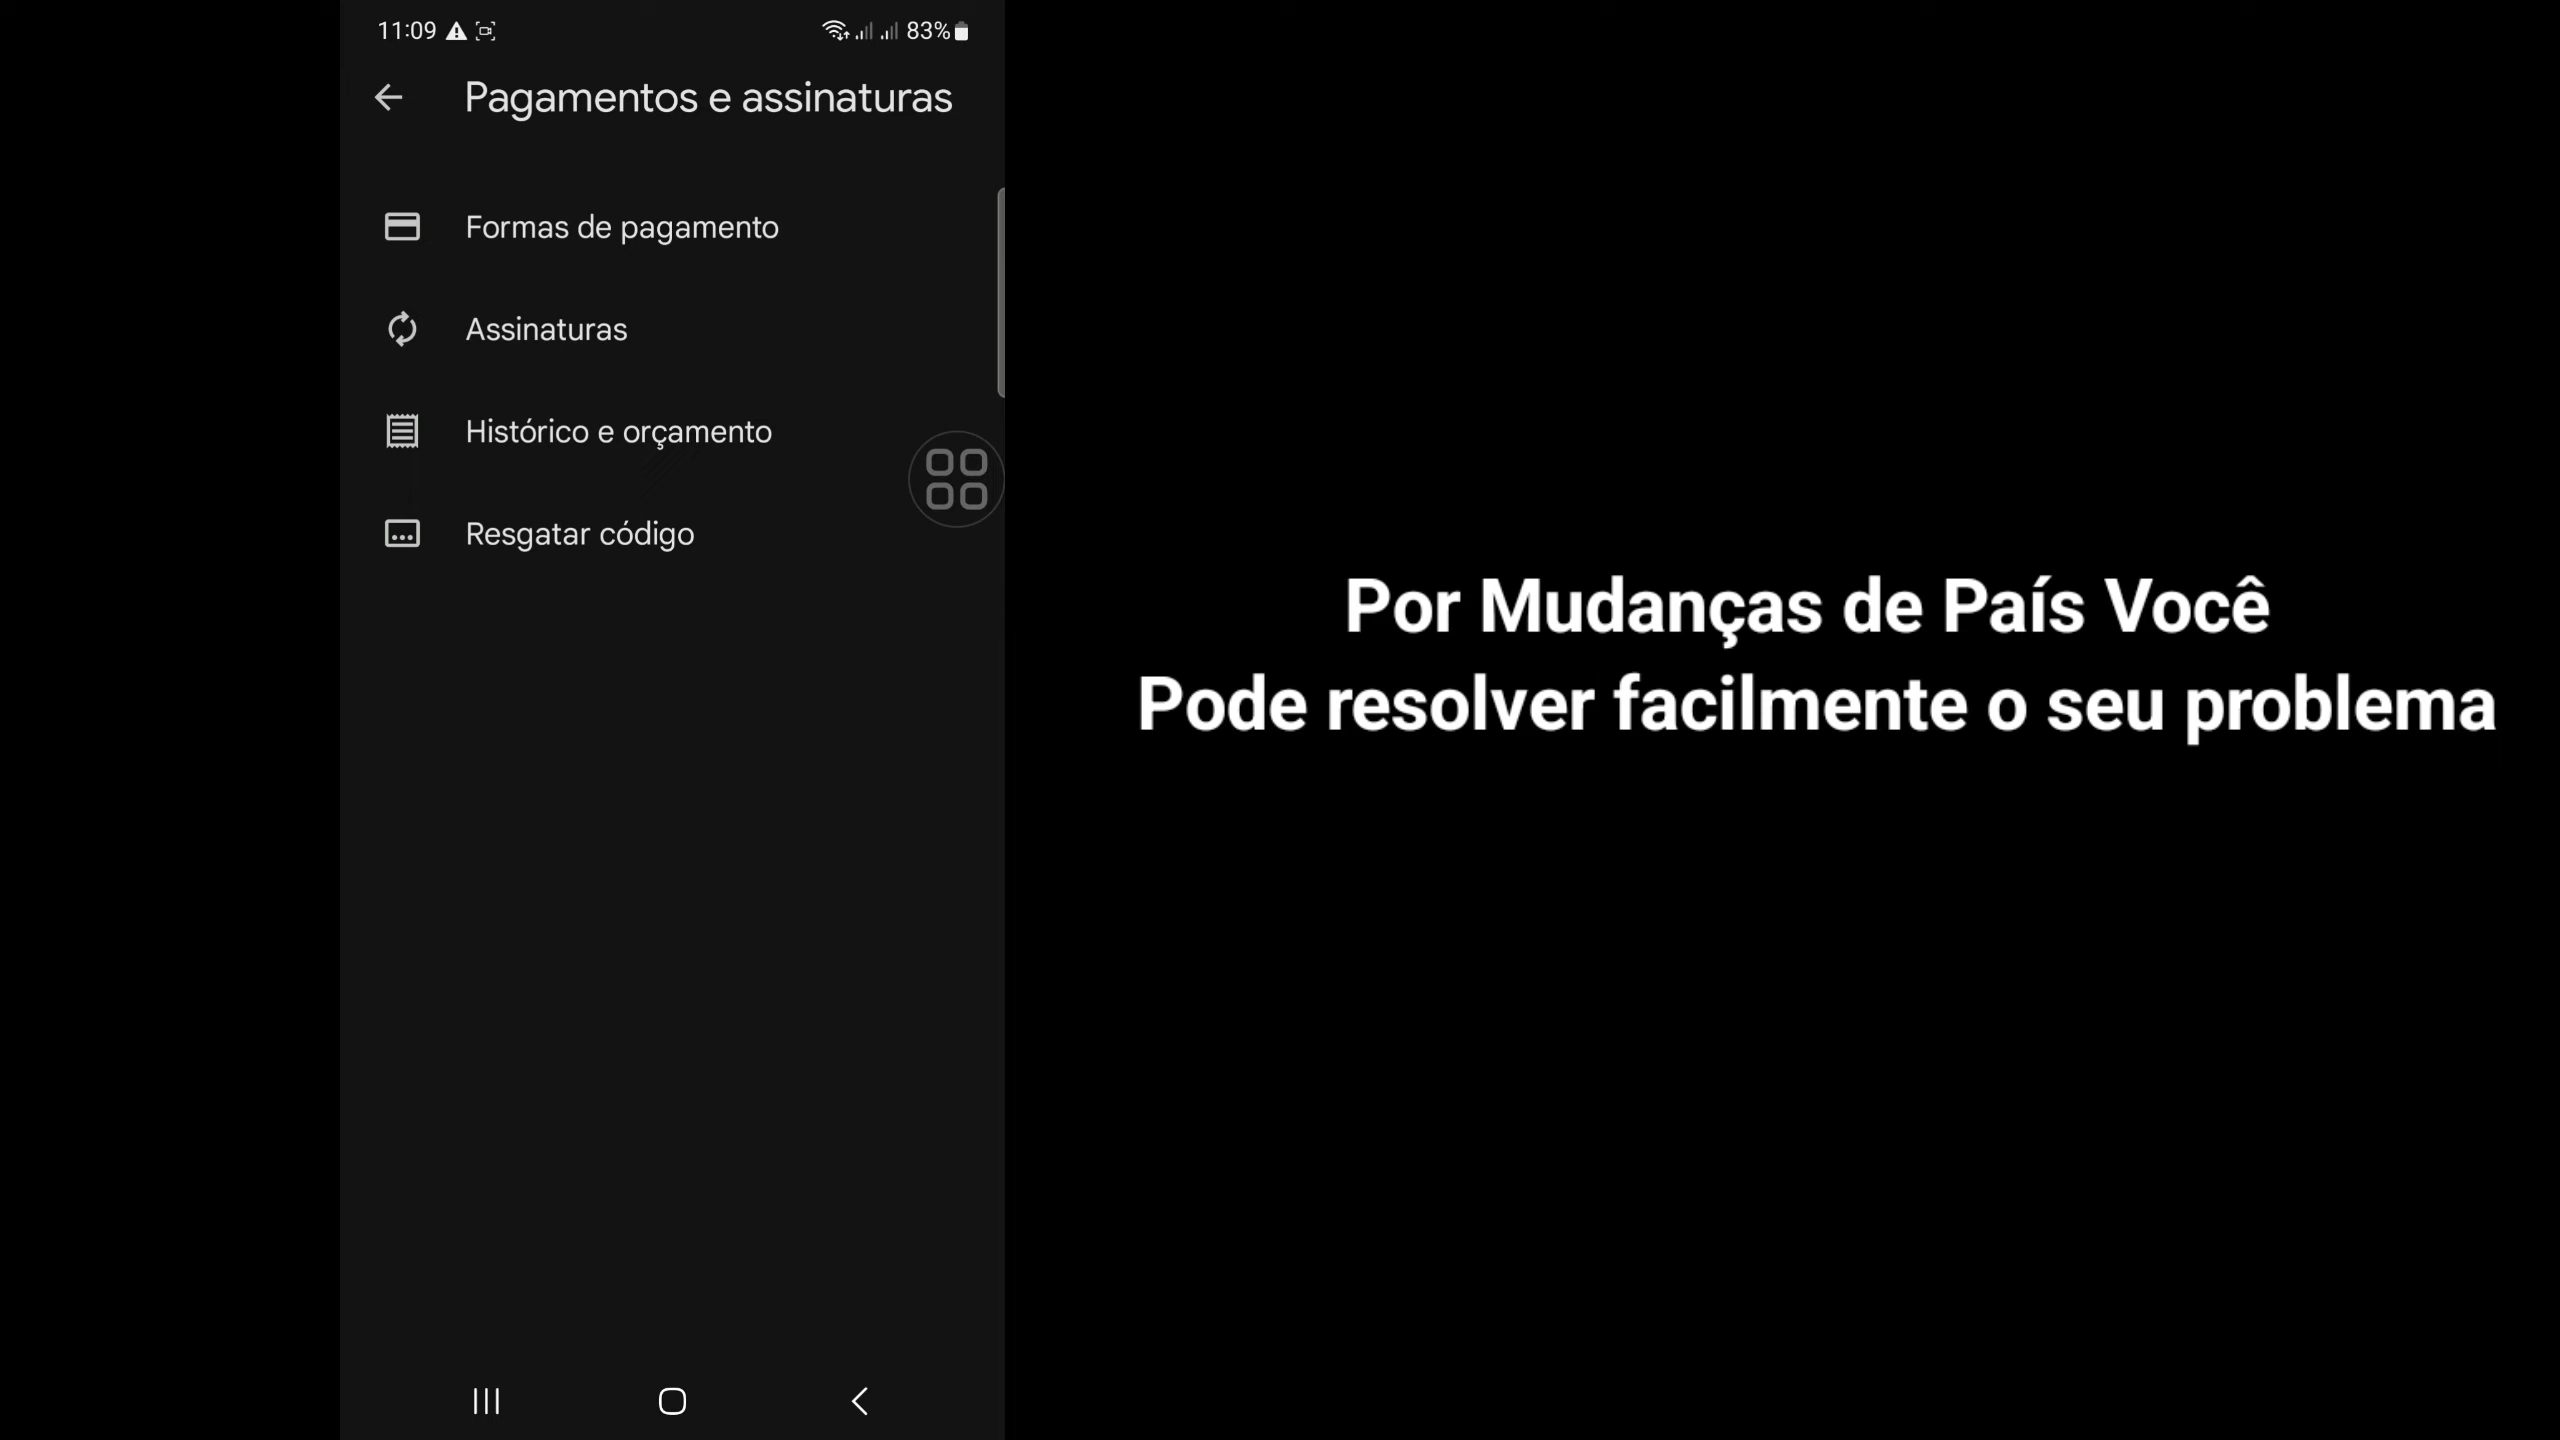 11:09
83%
Pagamentos e assinaturas
Formas de pagamento
Assinaturas
Histórico e orçamento
Resgatar código
Por Mudanças de País Você
Pode resolver facilmente o seu problema